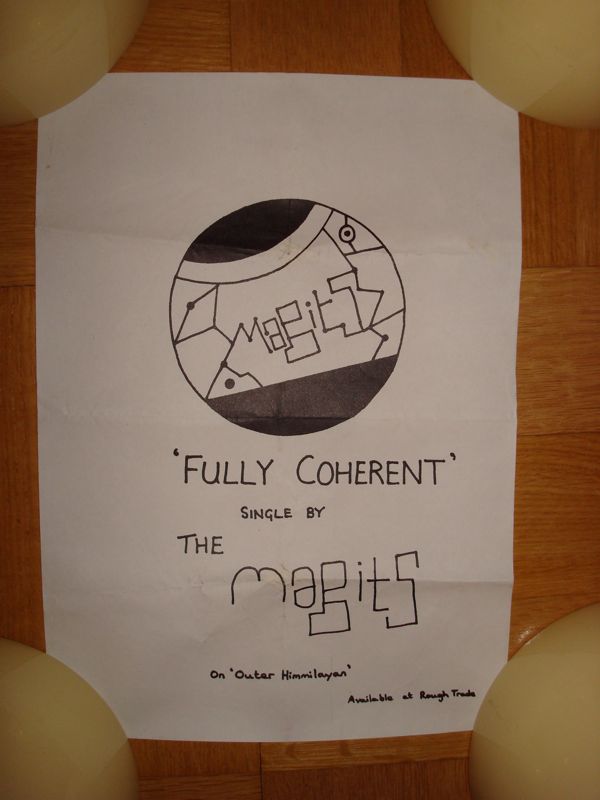 Magits
'FULLY COHERENT'
SINGLE BY
THE
magits
On 'Outer Himmilayan'
Available at Rough Trade